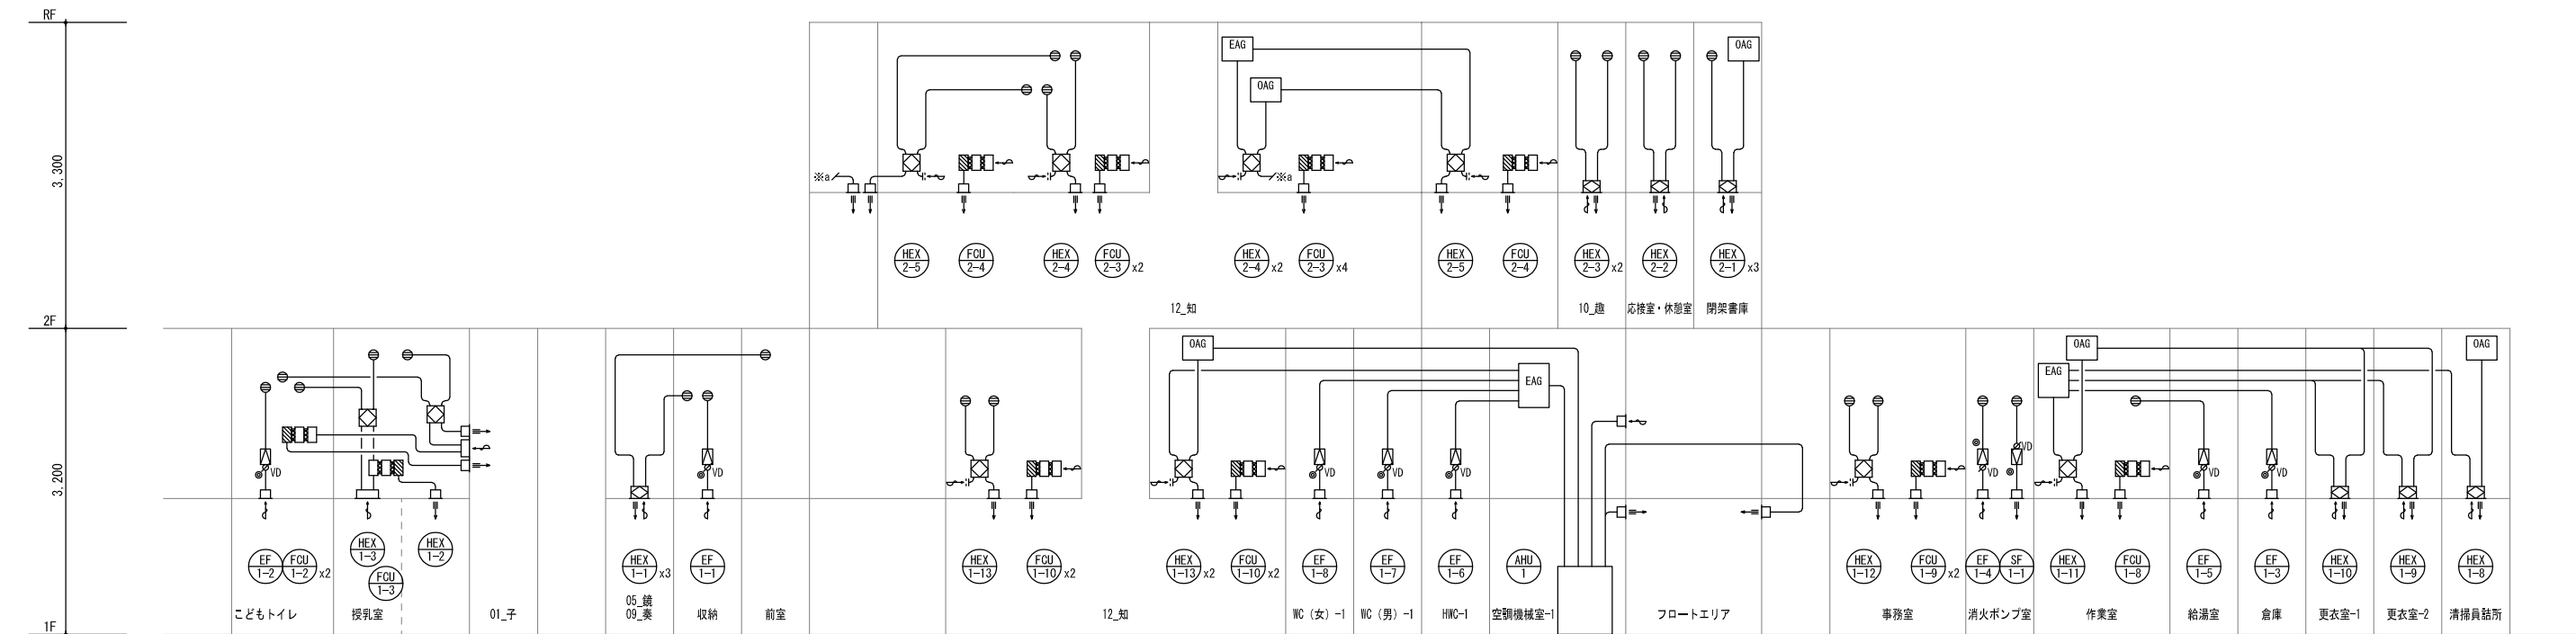 RF
3,300
2F
3,200
1F
EAG
OAG
OAG
※a
※a
HEX
2-5
FCU
2-4
HEX
2-4
FCU
2-3 x2
HEX
2-4 x2
FCU
2-3 x4
HEX
2-5
FCU
2-4
HEX
2-3 x2
HEX
2-2
HEX
2-1 x3
12_知
10_趣
応接室・休憩室
閉架書庫
OAG
EAG
OAG
EAG
OAG
VD
VD
VD
VD
VD
VD
VD
VD
VD
EF
1-2
FCU
1-2 x2
HEX
1-3
FCU
1-3
HEX
1-2
HEX
1-1 x3
EF
1-1
HEX
1-13
FCU
1-10 x2
HEX
1-13 x2
FCU
1-10 x2
EF
1-8
EF
1-7
EF
1-6
AHU
1
HEX
1-12
FCU
1-9 x2
EF
1-4
SF
1-1
HEX
1-11
FCU
1-8
EF
1-5
EF
1-3
HEX
1-10
HEX
1-9
HEX
1-8
こどもトイレ
授乳室
01_子
05_鏡
09_奏
収納
前室
12_知
WC（女）-1
WC（男）-1
HWC-1
空調機械室-1
フロートエリア
事務室
消火ポンプ室
作業室
給湯室
倉庫
更衣室-1
更衣室-2
清掃員詰所